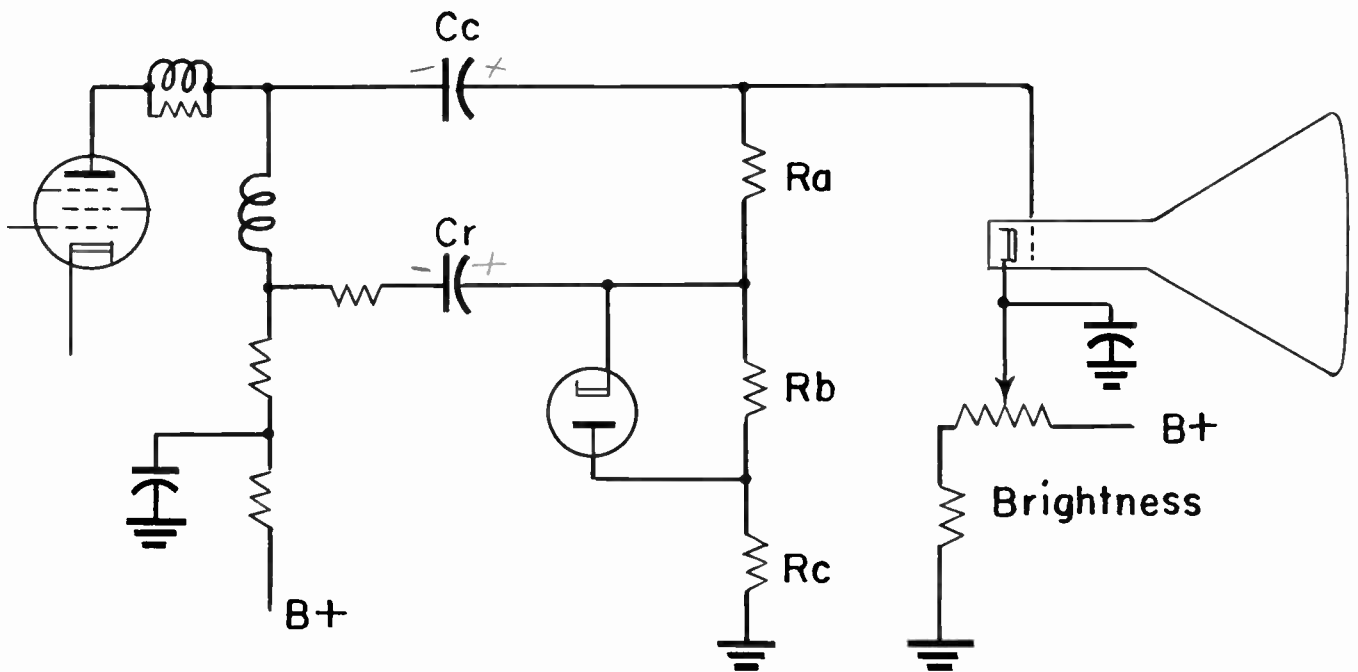 Cc
− +
Ra
Cr
− +
Rb
B+
Brightness
Rc
B+